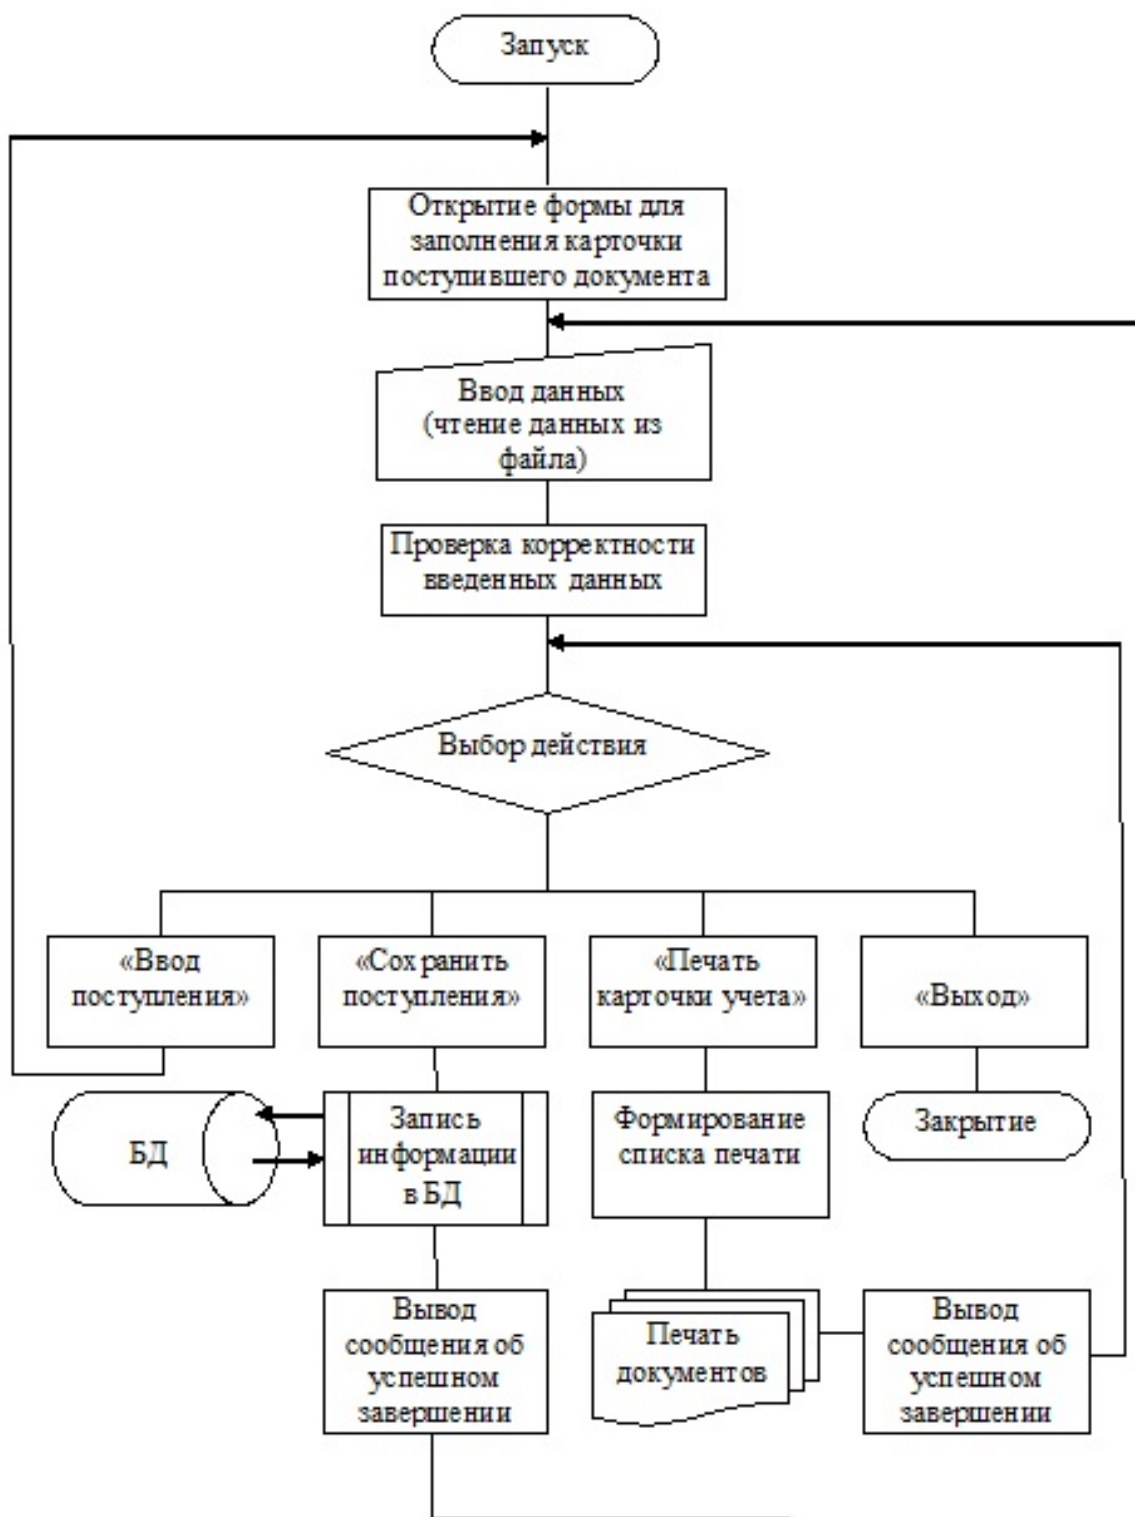 Запуск
Открытие формы для
заполнения карточки
поступившего документа
Ввод данных
(чтение данных из
файла)
Проверка корректности
введенных данных
Выбор действия
«Ввод
поступления»
«Сохранить
поступления»
«Печать
карточки учета»
«Выход»
БД
Запись
информации
в БД
Формирование
списка печати
Закрытие
Вывод
сообщения об
успешном
завершении
Печать
документов
Вывод
сообщения об
успешном
завершении